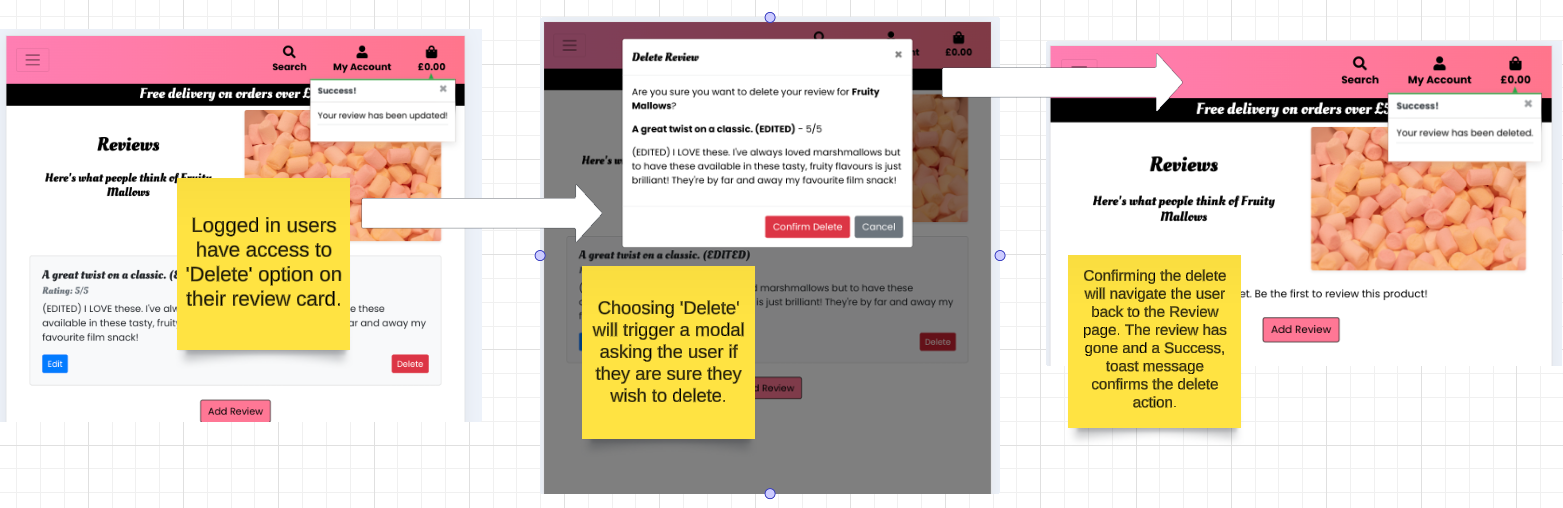 Search
My Account
£0.00
Free delivery on orders over £
Success!
Your review has been updated!
Reviews
Here's what people think of Fruity
Mallows
Logged in users
have access to
'Delete' option on
their review card.
A great twist on a classic. (E
Rating: 5/5
(EDITED) I LOVE these. I've alw
e these
available in these tasty, fruity
ar and away my
favourite film snack!
Edit
Delete
Add Review
£0.00
Delete Review
Are you sure you want to delete your review for Fruity
Mallows?
A great twist on a classic. (EDITED) - 5/5
(EDITED) I LOVE these. I've always loved marshmallows but
to have these available in these tasty, fruity flavours is just
brilliant! They're by far and away my favourite film snack!
Confirm Delete
Cancel
Here's w
A great twist on a classic. (EDITED)
d marshmallows but to have these
is just brilliant! They're by far and away my
Choosing 'Delete'
will trigger a modal
asking the user if
they are sure they
wish to delete.
Delete
d Review
Search
My Account
£0.00
Free delivery on orders over £5
Success!
Your review has been deleted.
Reviews
Here's what people think of Fruity
Mallows
Confirming the delete
will navigate the user
back to the Review
page. The review has
gone and a Success,
toast message
confirms the delete
action.
et. Be the first to review this product!
Add Review